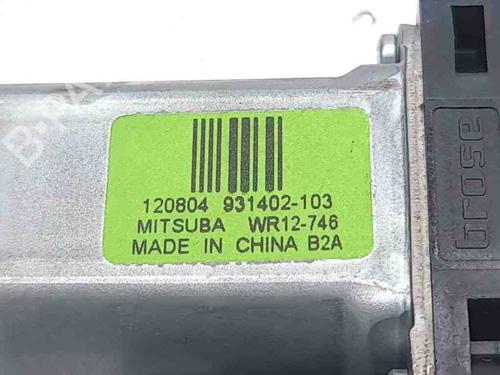 120804 931402-103
MITSUBA WR12-746
MADE IN CHINA B2A
brose